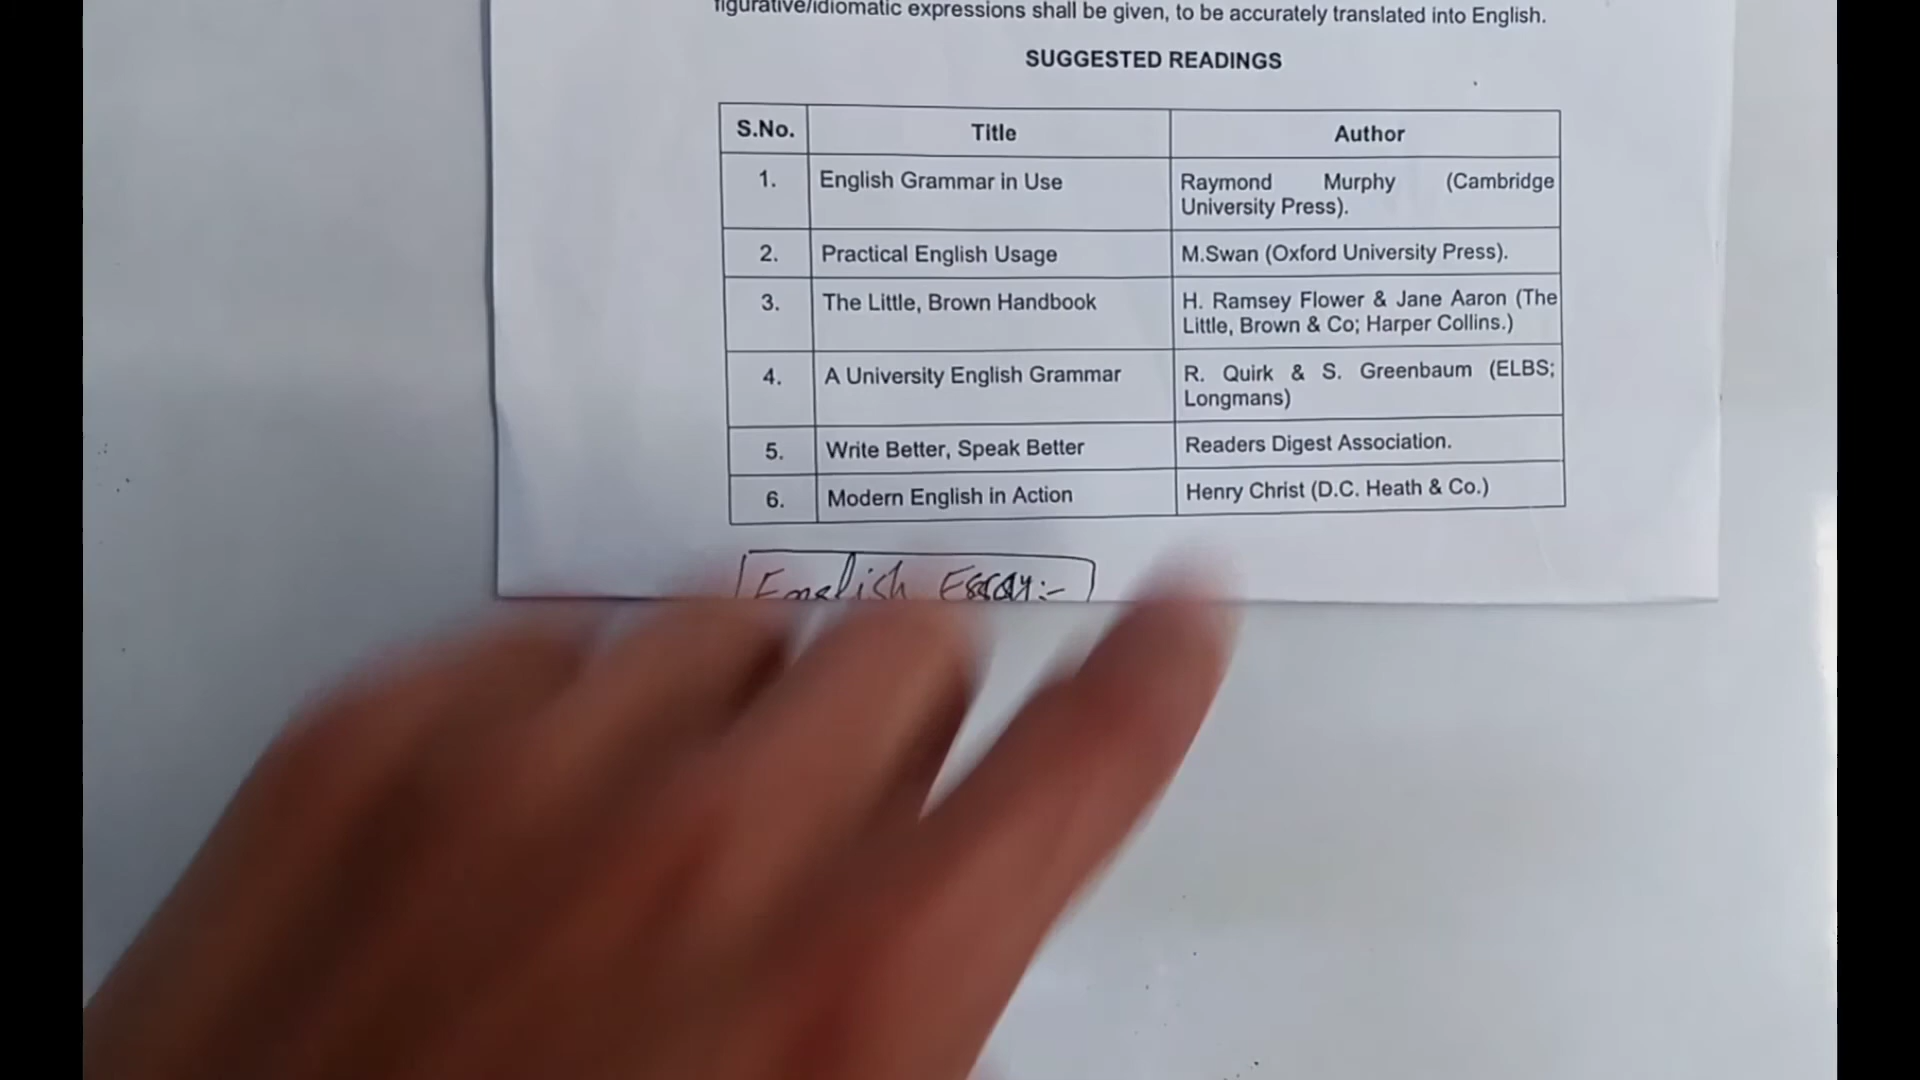 figurative/idiomatic expressions shall be given, to be accurately translated into English.
SUGGESTED READINGS
S.No. Title Author
1. English Grammar in Use Raymond Murphy (Cambridge
University Press).
2. Practical English Usage M.Swan (Oxford University Press).
3. The Little, Brown Handbook H. Ramsey Flower & Jane Aaron (The
Little, Brown & Co; Harper Collins.)
4. A University English Grammar R. Quirk & S. Greenbaum (ELBS;
Longmans)
5. Write Better, Speak Better Readers Digest Association.
6. Modern English in Action Henry Christ (D.C. Heath & Co.)
English Essay:-